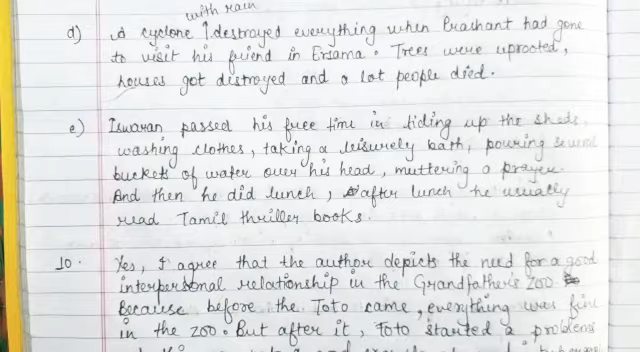 with rain
d) A cyclone ↑ destroyed everything when Prashant had gone
to visit his friend in Ersama. Trees were uprooted,
houses got distroyed and a lot people died.
e) Iswaran passed his free time in tiding up the sheds,
washing clothes, taking a leisurely bath, pouring several
buckets of water over his head, muttering a prayer.
And then he did lunch, after lunch he usually
read Tamil thriller books.
10. Yes, I agree that the author depicts the need for a good
interpersonal relationship in the Grandfather's Zoo
Because before the Toto came, everything was fine
in the zoo. But after it, Toto started a problems